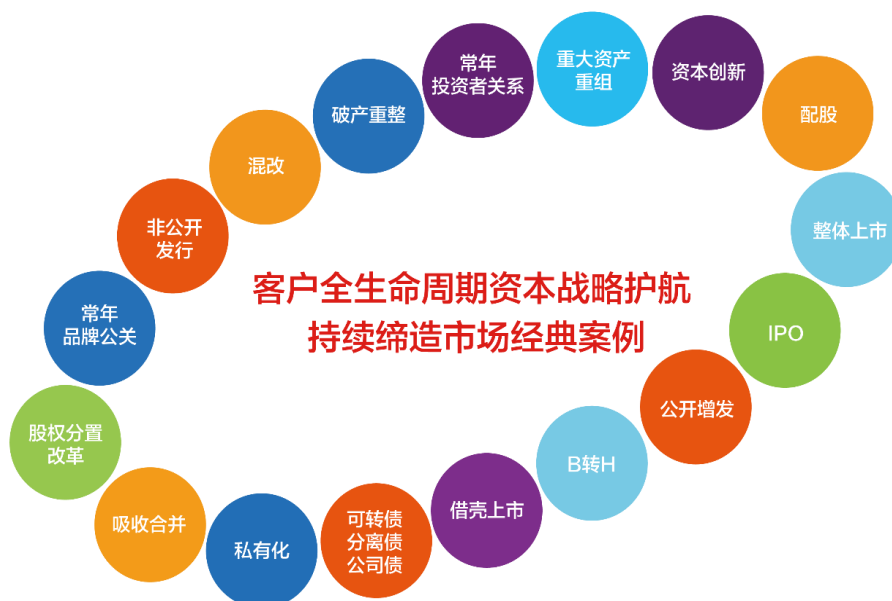 常年
投资者关系
重大资产
重组
资本创新
配股
整体上市
IPO
公开增发
B转H
借壳上市
可转债
分离债
公司债
私有化
吸收合并
股权分置
改革
常年
品牌公关
非公开
发行
混改
破产重整
客户全生命周期资本战略护航
持续缔造市场经典案例